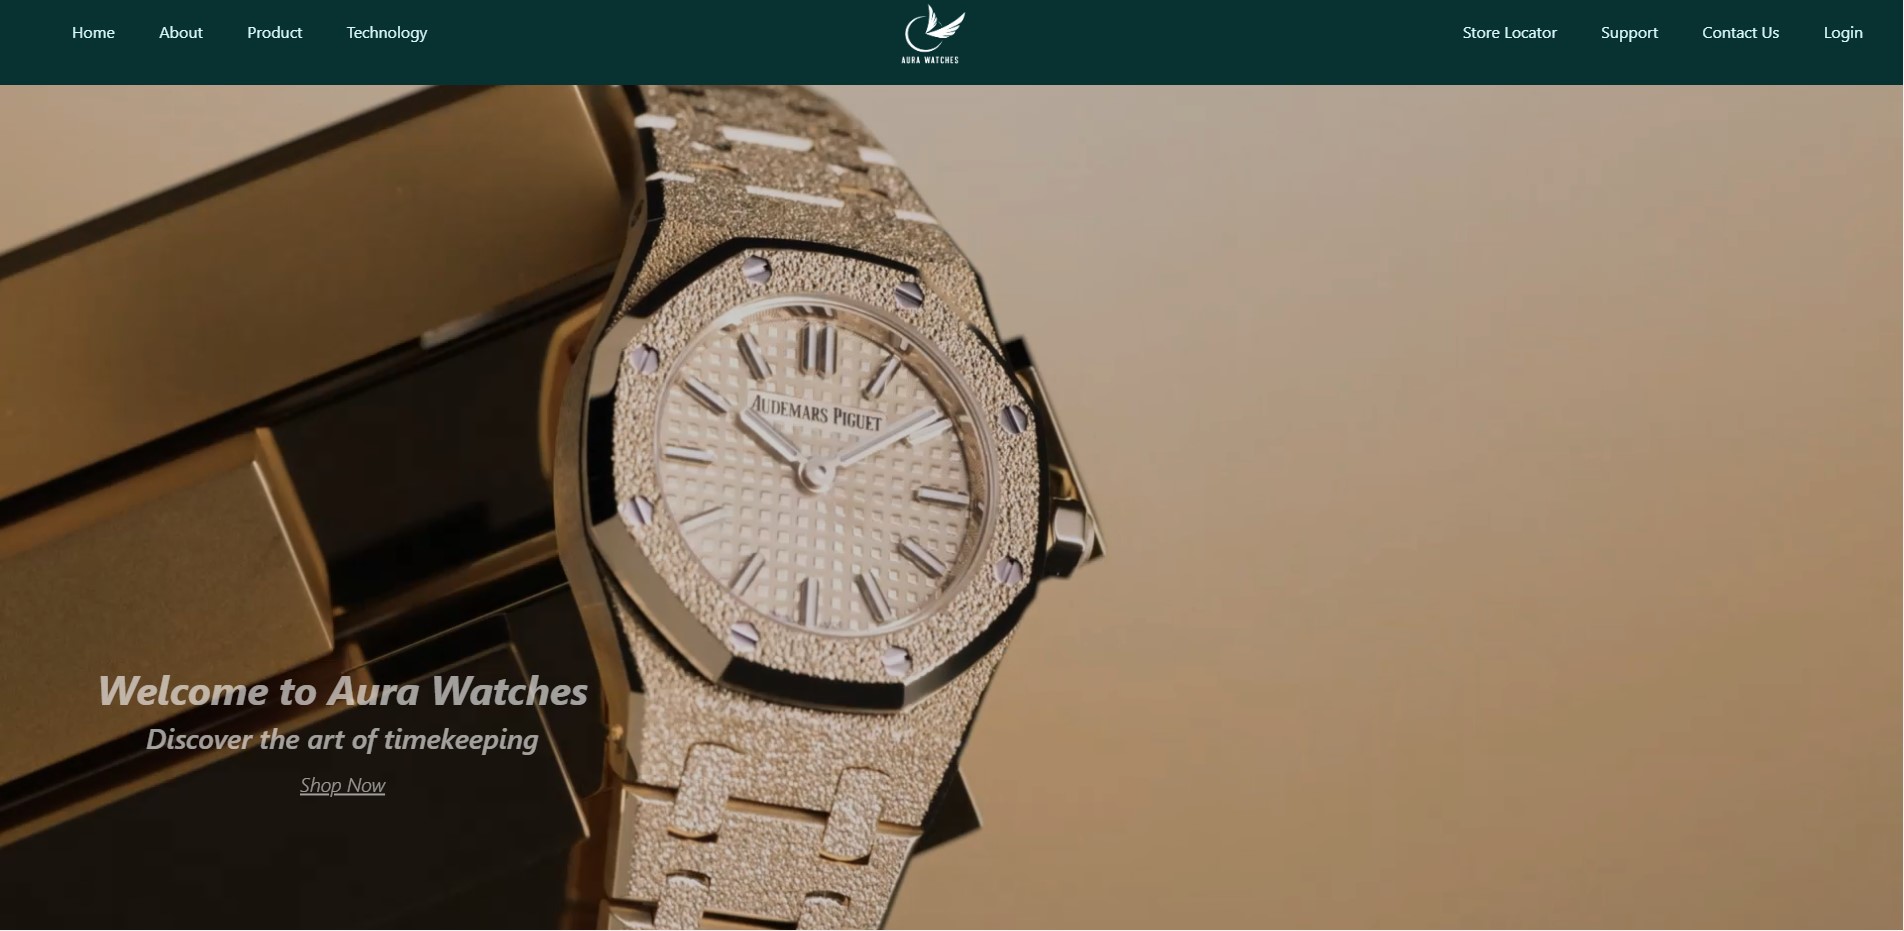 Home About Product Technology
AURA WATCHES
Store Locator Support Contact Us Login
AUDEMARS PIGUET
Welcome to Aura Watches
Discover the art of timekeeping
Shop Now